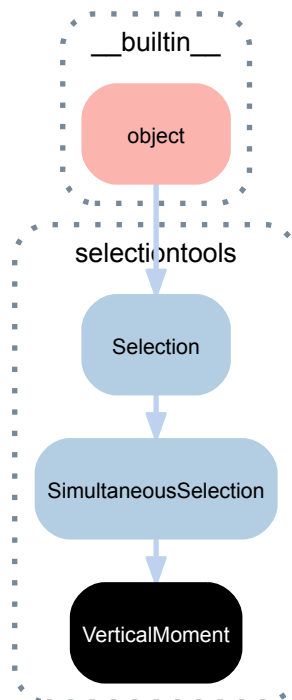 __builtin__
object
selectiontools
Selection
SimultaneousSelection
VerticalMoment